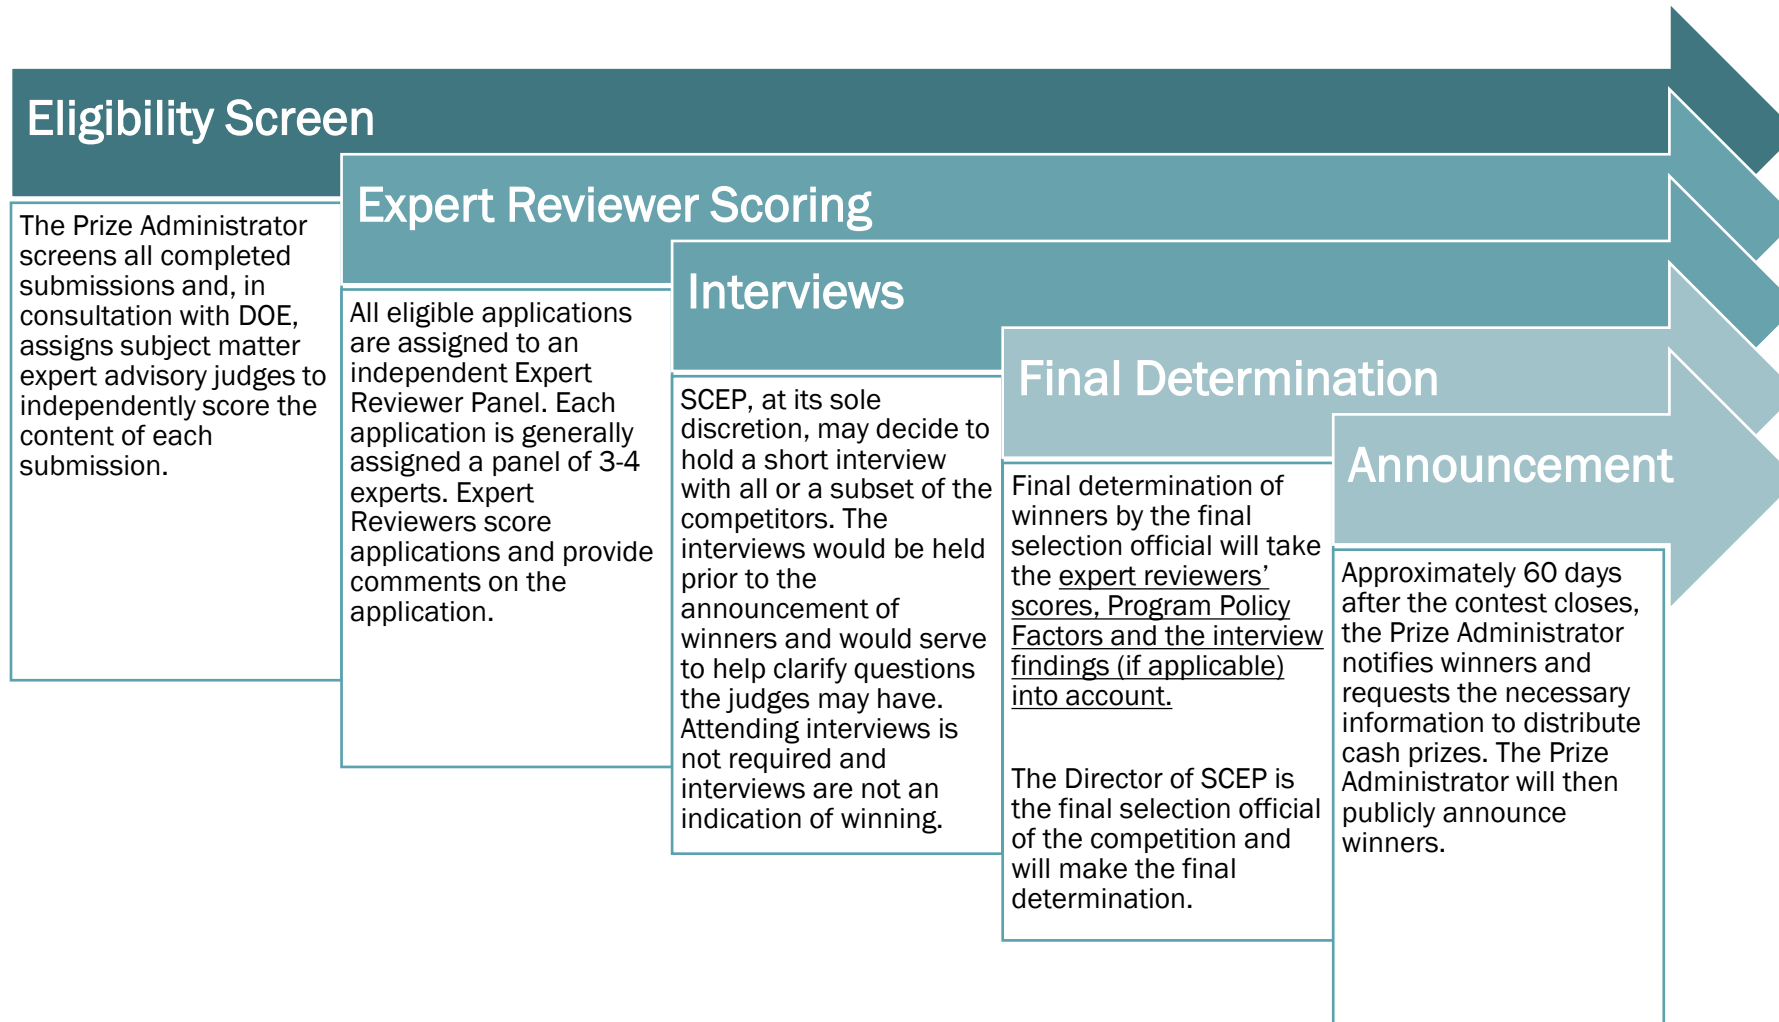 Eligibility Screen
The Prize Administrator
screens all completed
submissions and, in
consultation with DOE,
assigns subject matter
expert advisory judges to
independently score the
content of each
submission.
Expert Reviewer Scoring
All eligible applications
are assigned to an
independent Expert
Reviewer Panel. Each
application is generally
assigned a panel of 3-4
experts. Expert
Reviewers score
applications and provide
comments on the
application.
Interviews
SCEP, at its sole
discretion, may decide to
hold a short interview
with all or a subset of the
competitors. The
interviews would be held
prior to the
announcement of
winners and would serve
to help clarify questions
the judges may have.
Attending interviews is
not required and
interviews are not an
indication of winning.
Final Determination
Final determination of
winners by the final
selection official will take
the expert reviewers’
scores, Program Policy
Factors and the interview
findings (if applicable)
into account.
The Director of SCEP is
the final selection official
of the competition and
will make the final
determination.
Announcement
Approximately 60 days
after the contest closes,
the Prize Administrator
notifies winners and
requests the necessary
information to distribute
cash prizes. The Prize
Administrator will then
publicly announce
winners.